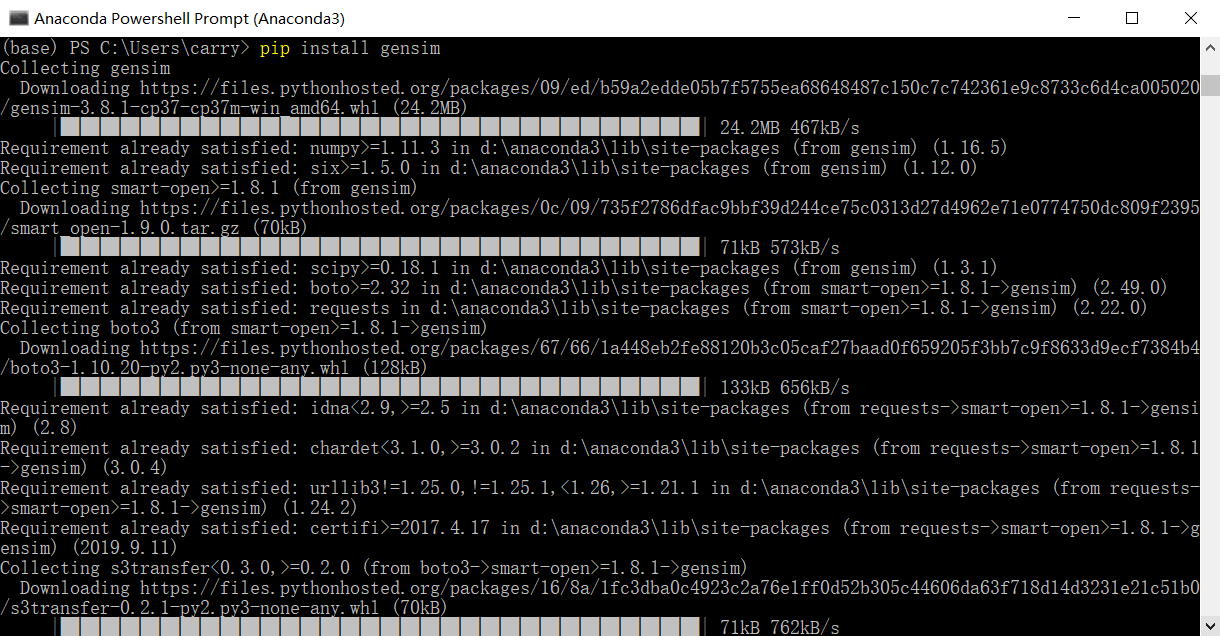 Anaconda Powershell Prompt (Anaconda3)
(base) PS C:\Users\carry> pip install gensim
Collecting gensim
Downloading https://files.pythonhosted.org/packages/09/ed/b59a2edde05b7f5755ea68648487c150c7c742361e9c8733c6d4ca005020
/gensim-3.8.1-cp37-cp37m-win_amd64.whl (24.2MB)
| 24.2MB 467kB/s
Requirement already satisfied: numpy>=1.11.3 in d:\anaconda3\lib\site-packages (from gensim) (1.16.5)
Requirement already satisfied: six>=1.5.0 in d:\anaconda3\lib\site-packages (from gensim) (1.12.0)
Collecting smart-open>=1.8.1 (from gensim)
Downloading https://files.pythonhosted.org/packages/0c/09/735f2786dfac9bbf39d244ce75c0313d27d4962e71e0774750dc809f2395
/smart_open-1.9.0.tar.gz (70kB)
| 71kB 573kB/s
Requirement already satisfied: scipy>=0.18.1 in d:\anaconda3\lib\site-packages (from gensim) (1.3.1)
Requirement already satisfied: boto>=2.32 in d:\anaconda3\lib\site-packages (from smart-open>=1.8.1->gensim) (2.49.0)
Requirement already satisfied: requests in d:\anaconda3\lib\site-packages (from smart-open>=1.8.1->gensim) (2.22.0)
Collecting boto3 (from smart-open>=1.8.1->gensim)
Downloading https://files.pythonhosted.org/packages/67/66/1a448eb2fe88120b3c05caf27baad0f659205f3bb7c9f8633d9ecf7384b4
/boto3-1.10.20-py2.py3-none-any.whl (128kB)
| 133kB 656kB/s
Requirement already satisfied: idna<2.9,>=2.5 in d:\anaconda3\lib\site-packages (from requests->smart-open>=1.8.1->gensi
m) (2.8)
Requirement already satisfied: chardet<3.1.0,>=3.0.2 in d:\anaconda3\lib\site-packages (from requests->smart-open>=1.8.1
->gensim) (3.0.4)
Requirement already satisfied: urllib3!=1.25.0,!=1.25.1,<1.26,>=1.21.1 in d:\anaconda3\lib\site-packages (from requests-
>smart-open>=1.8.1->gensim) (1.24.2)
Requirement already satisfied: certifi>=2017.4.17 in d:\anaconda3\lib\site-packages (from requests->smart-open>=1.8.1->g
ensim) (2019.9.11)
Collecting s3transfer<0.3.0,>=0.2.0 (from boto3->smart-open>=1.8.1->gensim)
Downloading https://files.pythonhosted.org/packages/16/8a/1fc3dba0c4923c2a76e1ff0d52b305c44606da63f718d14d3231e21c51b0
/s3transfer-0.2.1-py2.py3-none-any.whl (70kB)
| 71kB 762kB/s